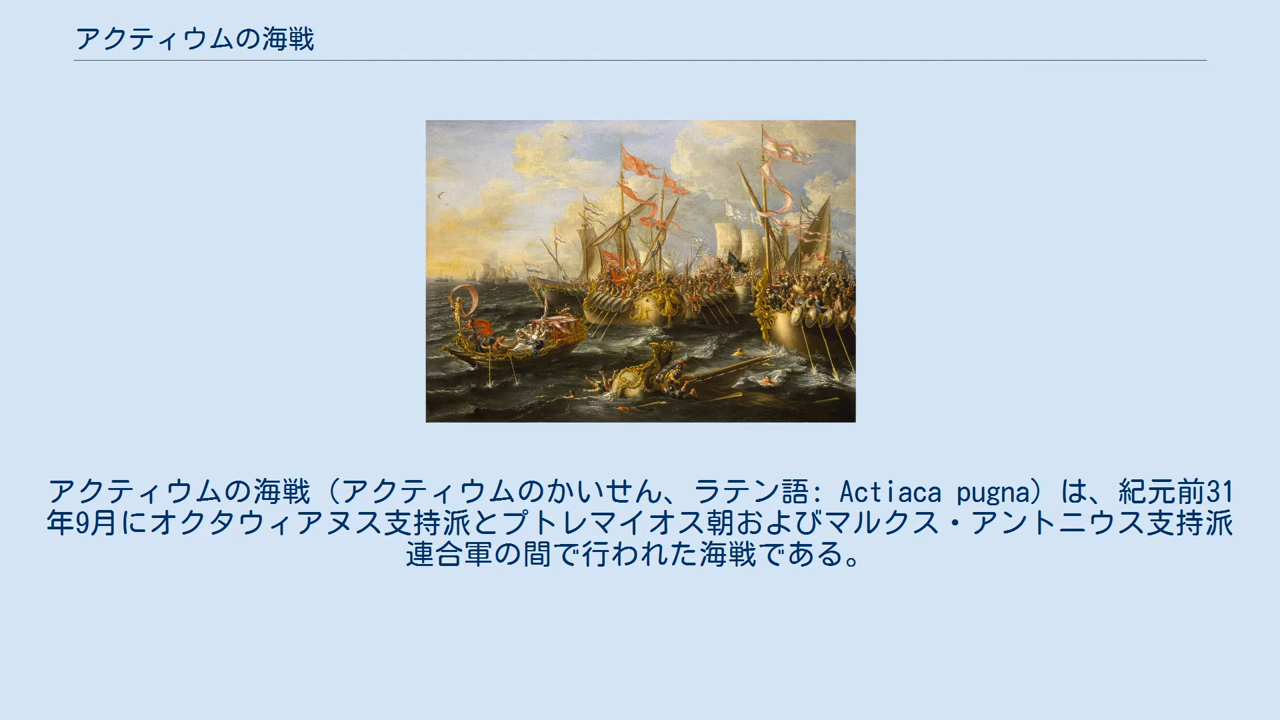 アクティウムの海戦
アクティウムの海戦（アクティウムのかいせん、ラテン語: Actiaca pugna）は、紀元前31
年9月にオクタウィアヌス支持派とプトレマイオス朝およびマルクス・アントニウス支持派
連合軍の間で行われた海戦である。